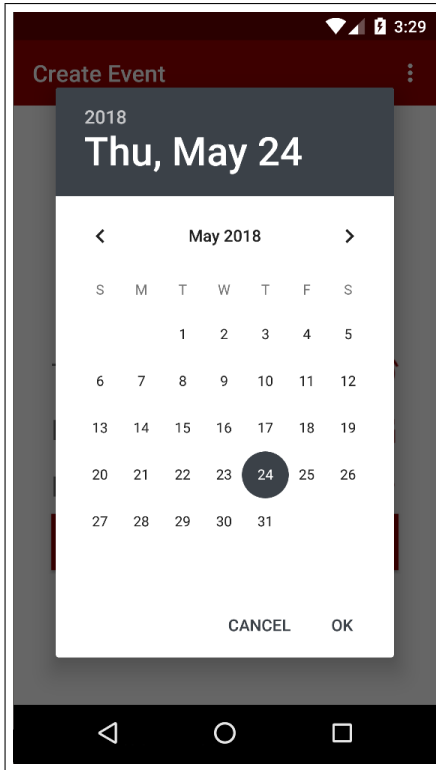 3:29
Create Event
2018
Thu, May 24
May 2018
S M T W T F S
1 2 3 4 5
6 7 8 9 10 11 12
13 14 15 16 17 18 19
20 21 22 23 24 25 26
27 28 29 30 31
CANCEL OK